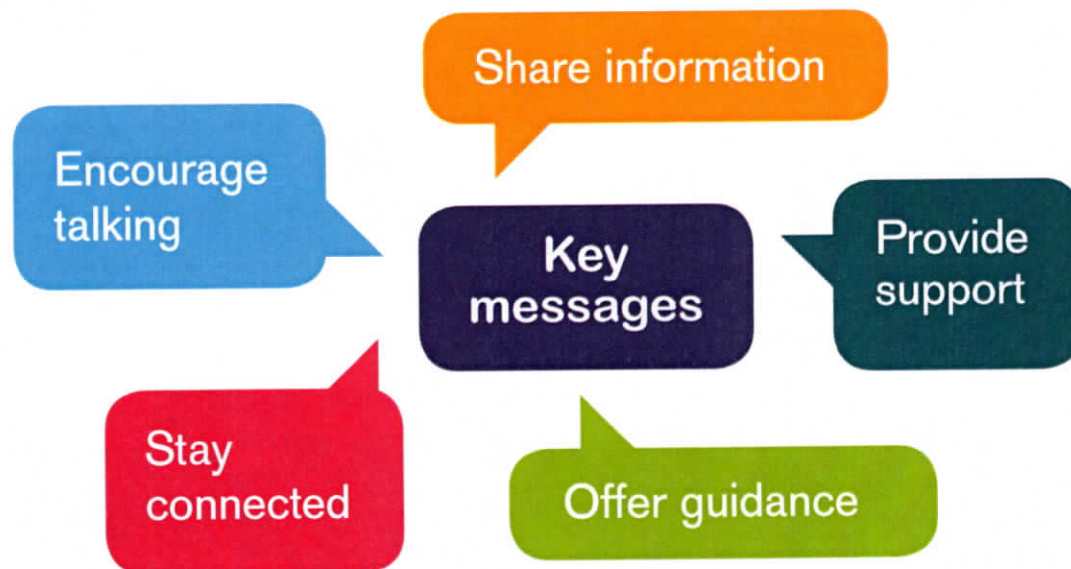 Share information
Encourage
talking
Key
messages
Provide
support
Stay
connected
Offer guidance